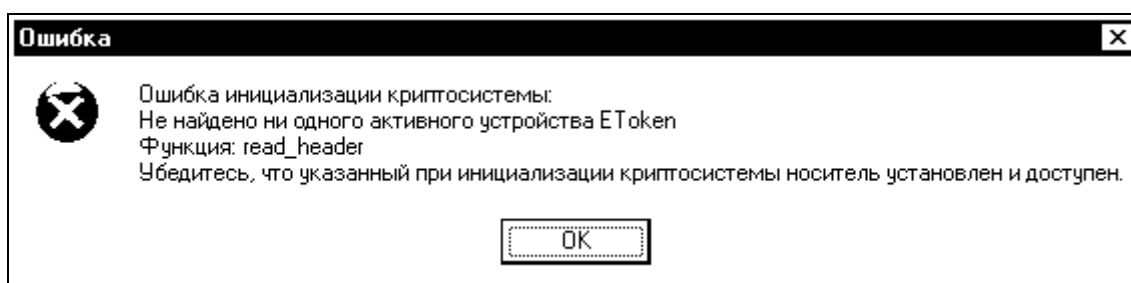 Ошибка
Ошибка инициализации криптосистемы:
Не найдено ни одного активного устройства EToken
Функция: read_header
Убедитесь, что указанный при инициализации криптосистемы носитель установлен и доступен.
OK